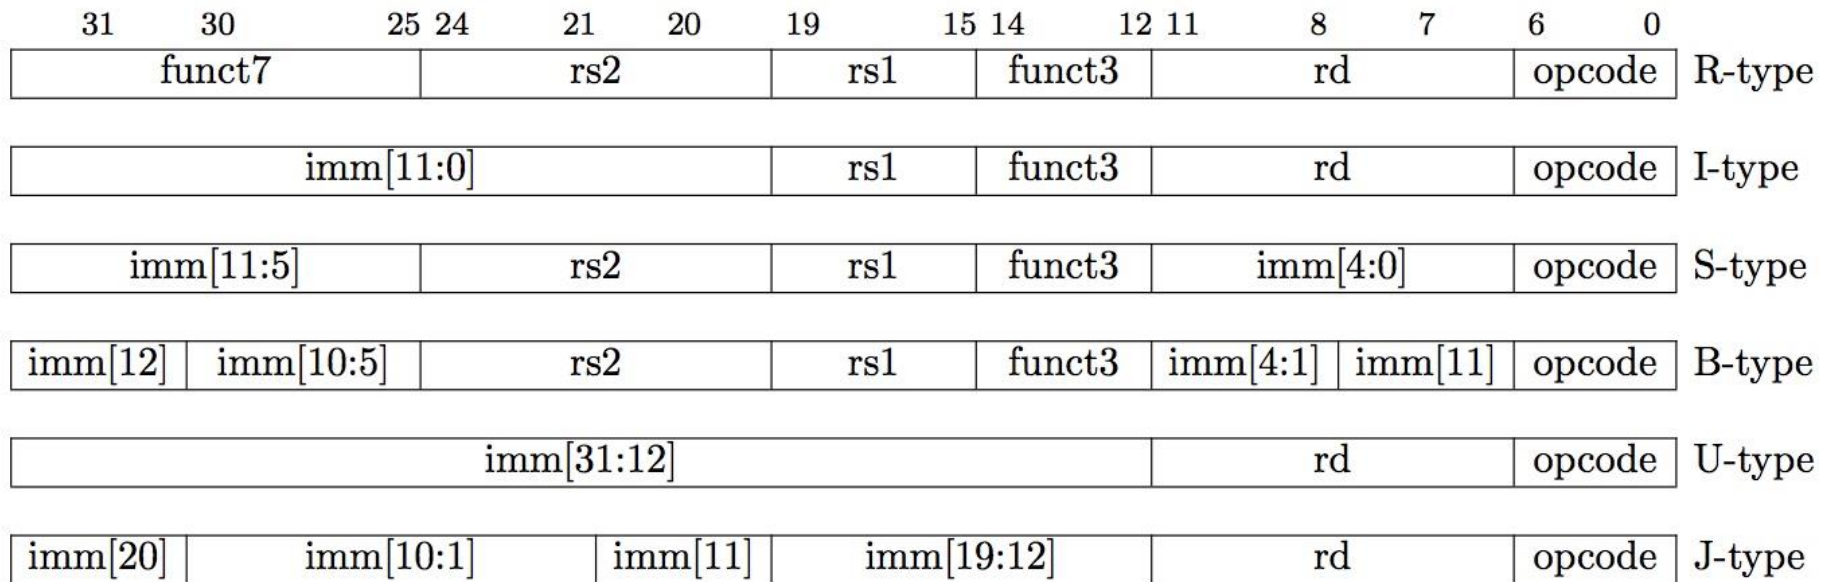 31 30 25 24 21 20 19 15 14 12 11 8 7 6 0
funct7 rs2 rs1 funct3 rd opcode R-type
imm[11:0] rs1 funct3 rd opcode I-type
imm[11:5] rs2 rs1 funct3 imm[4:0] opcode S-type
imm[12] imm[10:5] rs2 rs1 funct3 imm[4:1] imm[11] opcode B-type
imm[31:12] rd opcode U-type
imm[20] imm[10:1] imm[11] imm[19:12] rd opcode J-type